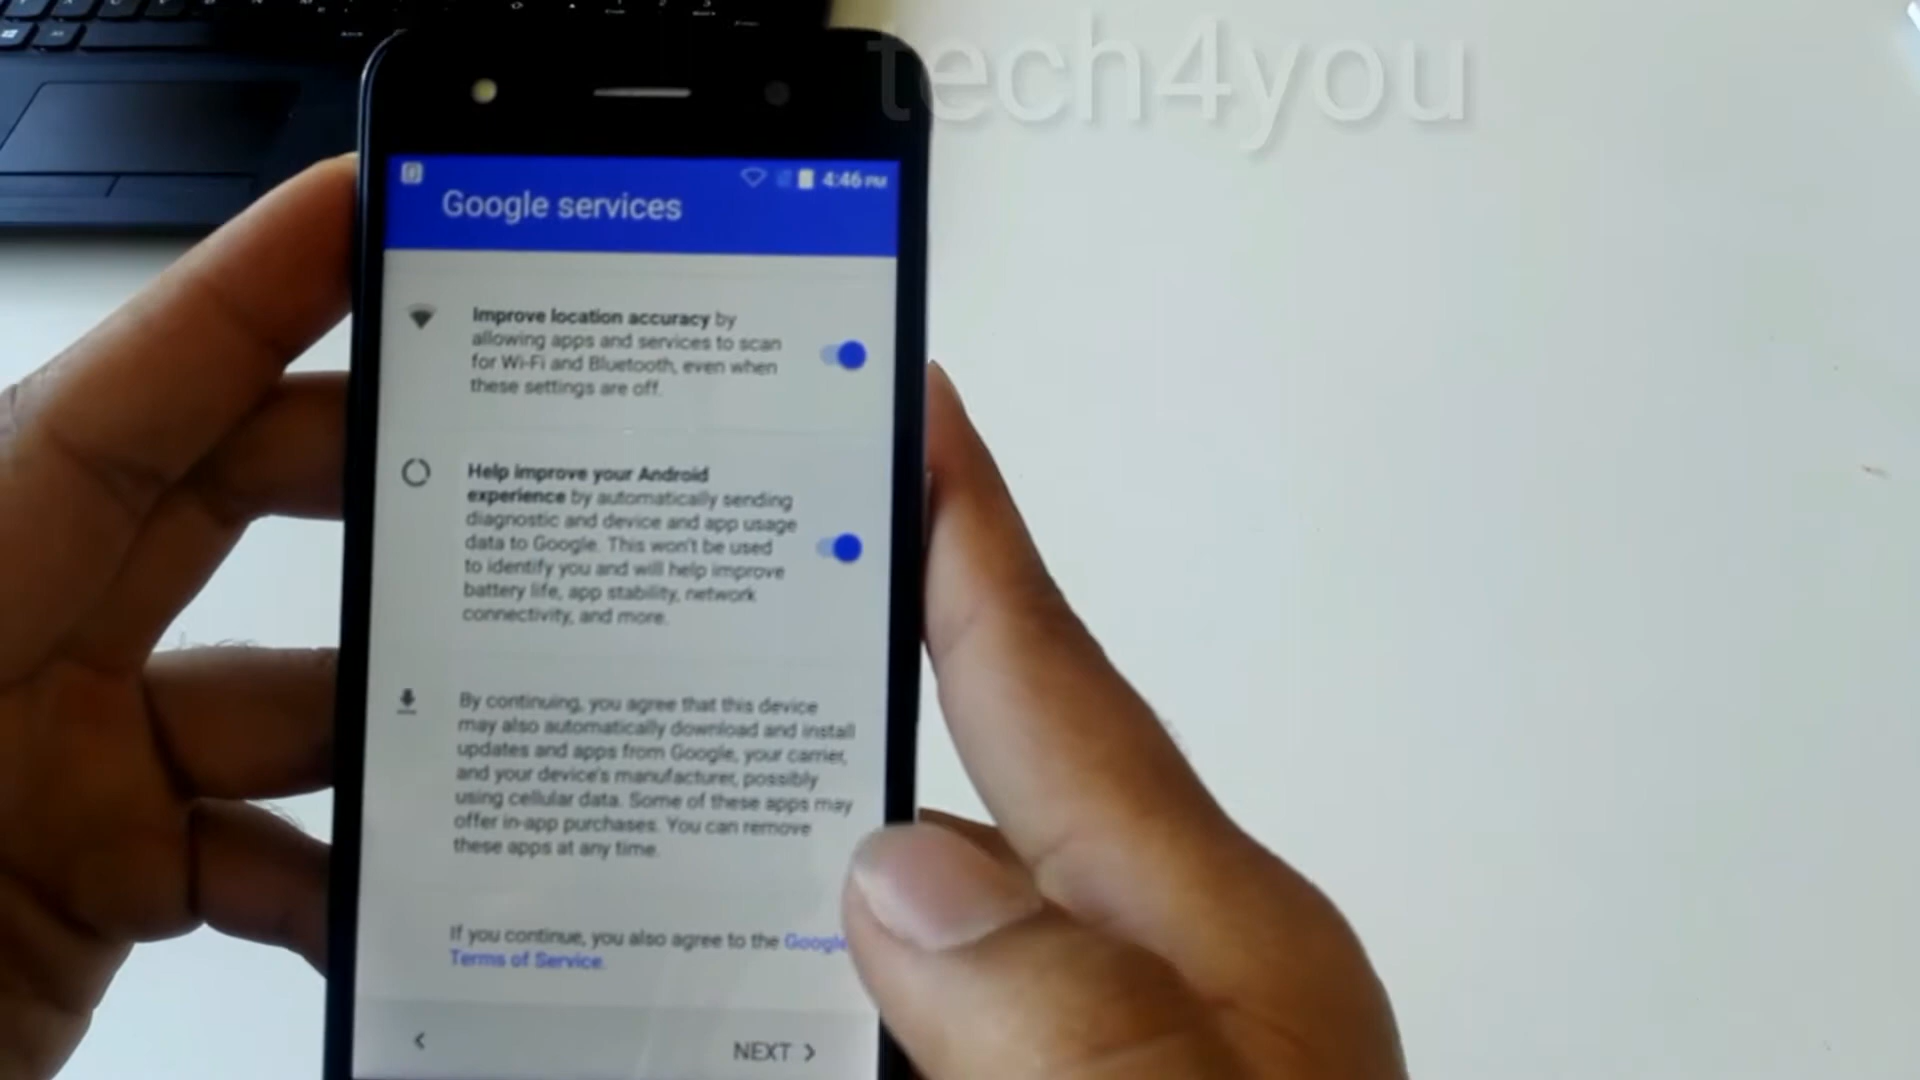 tech4you
4:46 PM
Google services
Improve location accuracy by
allowing apps and services to scan
for Wi-Fi and Bluetooth, even when
these settings are off.
Help improve your Android
experience by automatically sending
diagnostic and device and app usage
data to Google. This won't be used
to identify you and will help improve
battery life, app stability, network
connectivity, and more.
By continuing, you agree that this device
may also automatically download and install
updates and apps from Google, your carrier,
and your device's manufacturer, possibly
using cellular data. Some of these apps may
offer in-app purchases. You can remove
these apps at any time.
If you continue, you also agree to the Google
Terms of Service.
NEXT